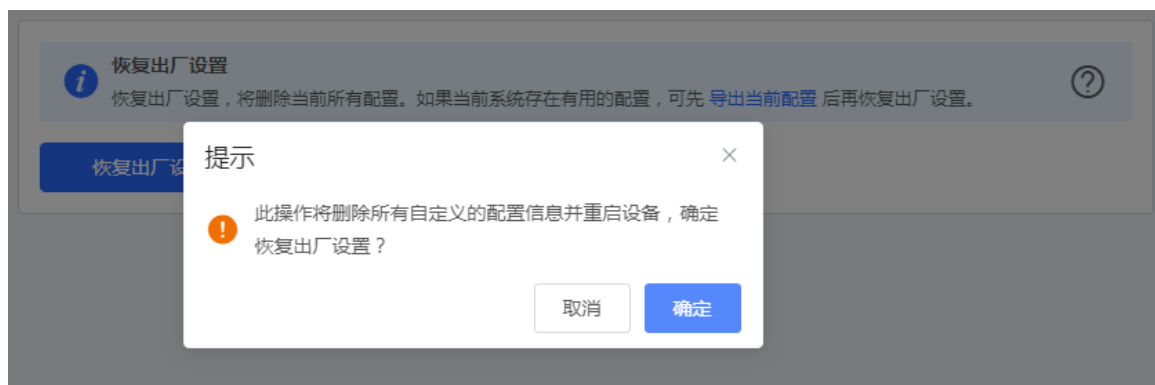 恢复出厂设置
恢复出厂设置，将删除当前所有配置。如果当前系统存在有用的配置，可先 导出当前配置 后再恢复出厂设置。
恢复出厂设
提示
此操作将删除所有自定义的配置信息并重启设备，确定
恢复出厂设置？
取消
确定